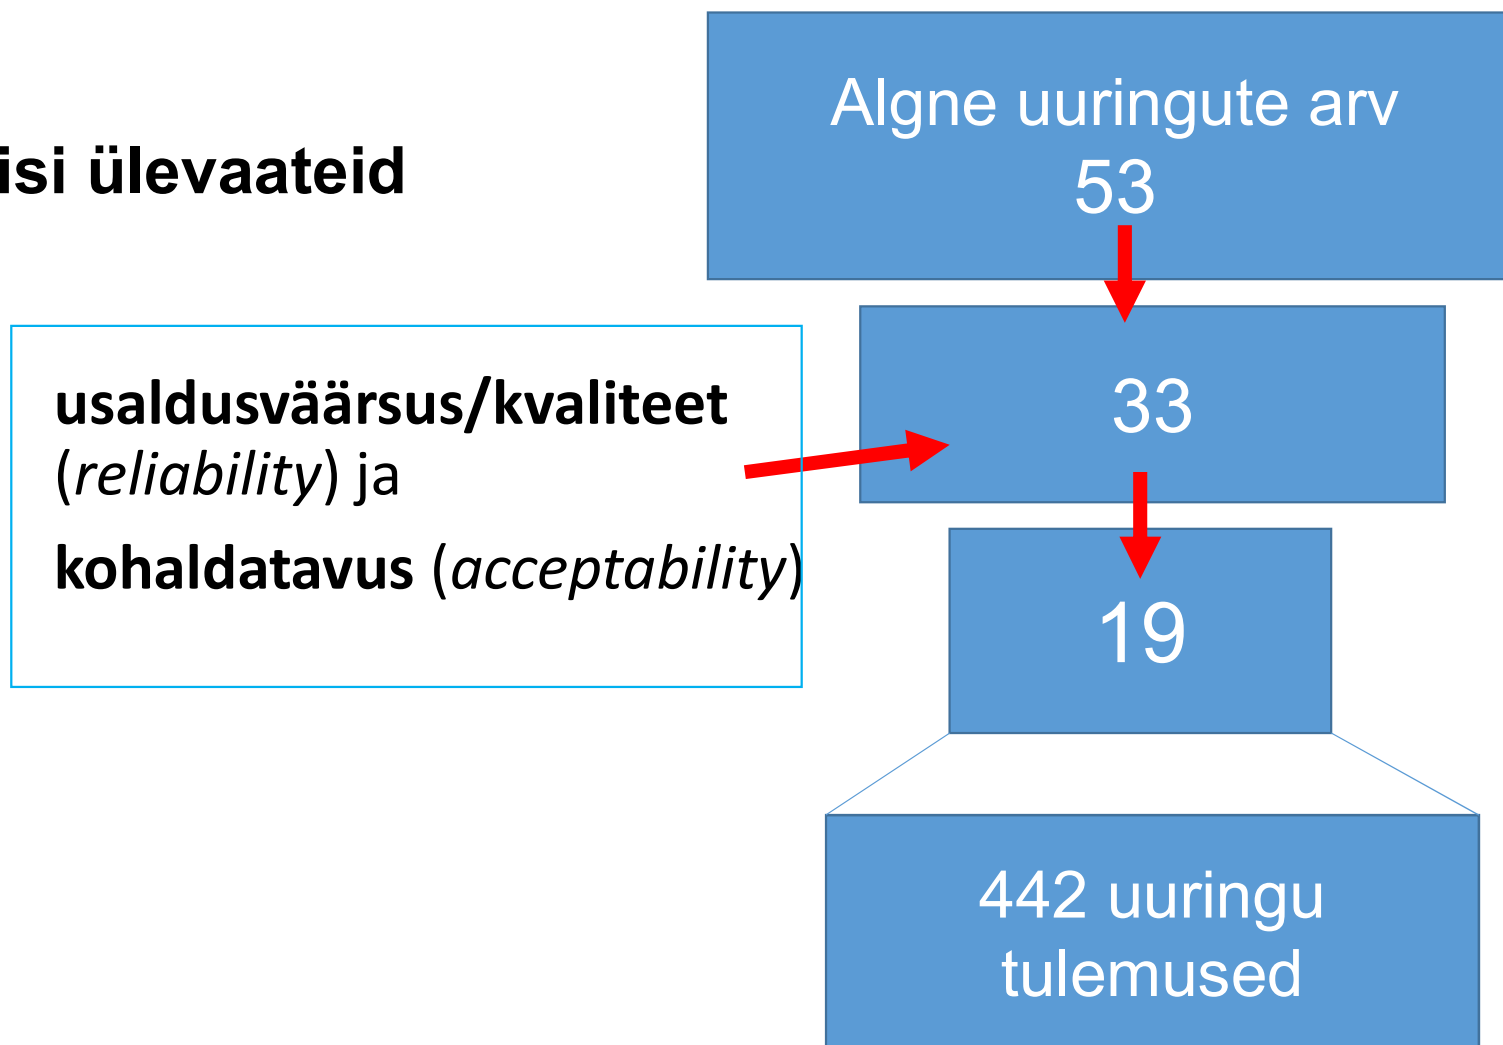 Algne uuringute arv
53
isi ülevaateid
33
usaldusväärsus/kvaliteet
(reliability) ja
kohaldatavus (acceptability)
19
442 uuringu
tulemused